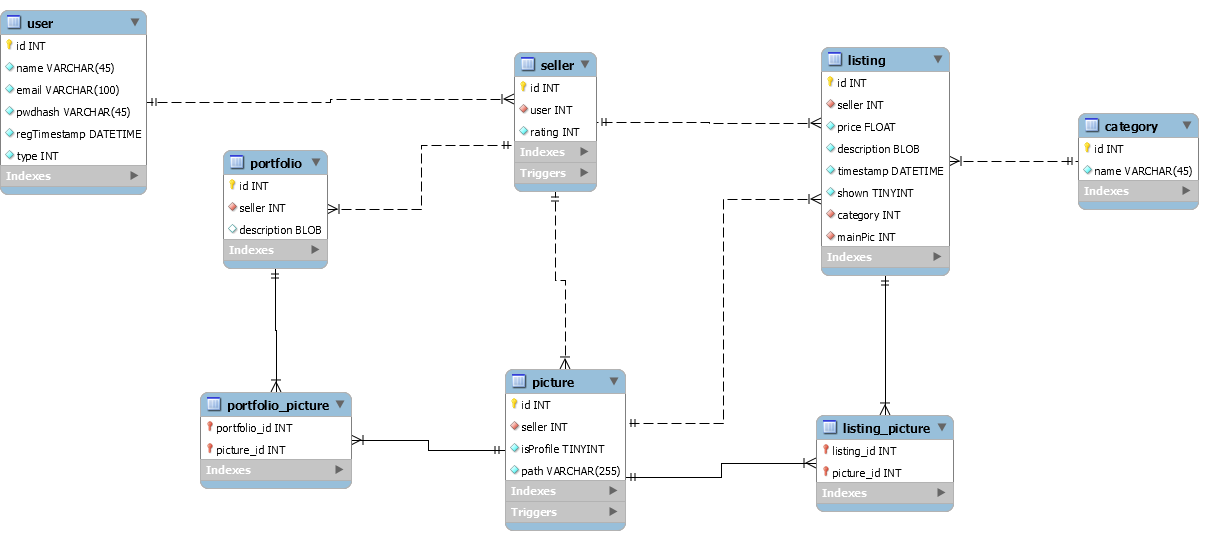 user
id INT
name VARCHAR(45)
email VARCHAR(100)
pwdhash VARCHAR(45)
regTimestamp DATETIME
type INT
Indexes
portfolio
id INT
seller INT
description BLOB
Indexes
seller
id INT
user INT
rating INT
Indexes
Triggers
listing
id INT
seller INT
price FLOAT
description BLOB
timestamp DATETIME
shown TINYINT
category INT
mainPic INT
Indexes
category
id INT
name VARCHAR(45)
Indexes
portfolio_picture
portfolio_id INT
picture_id INT
Indexes
picture
id INT
seller INT
isProfile TINYINT
path VARCHAR(255)
Indexes
Triggers
listing_picture
listing_id INT
picture_id INT
Indexes